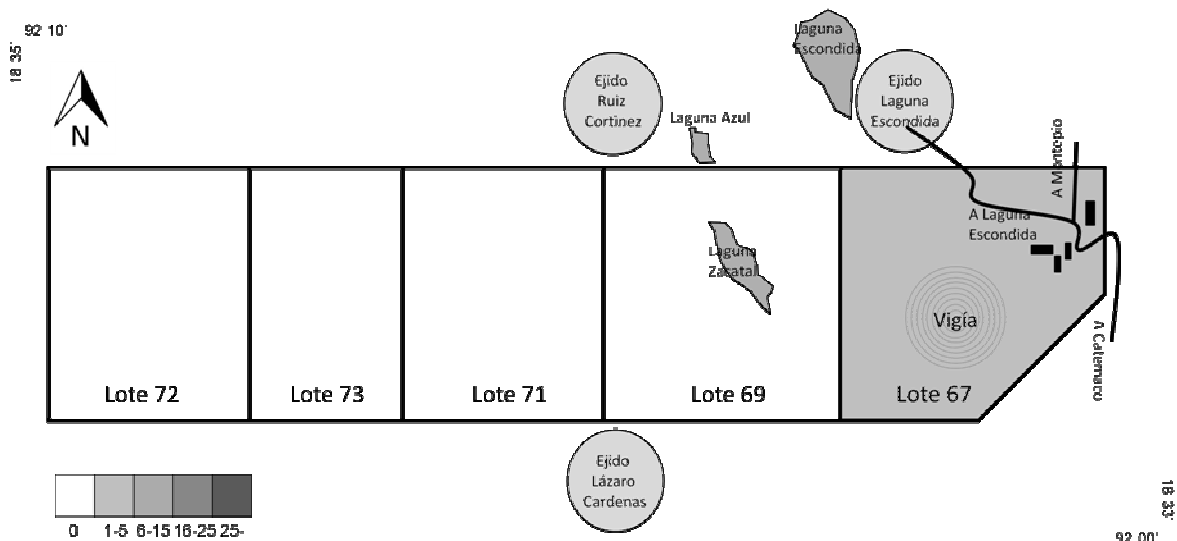 92 10'
18 35'
Laguna
Escondida
Ejido
Ruiz
Cortinez
Ejido
Laguna
Escondida
Laguna Azul
N
A Montepio
A Laguna
Escondida
Laguna
Zacatal
Vigía
A Catemaco
Lote 72
Lote 73
Lote 71
Lote 69
Lote 67
Ejido
Lázaro
Cardenas
0 1-5 6-15 16-25 25-
18 33'
92 00'